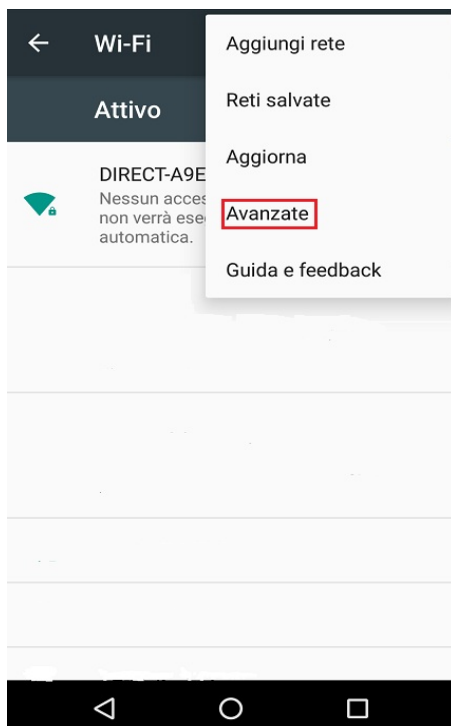 Wi-Fi
Aggiungi rete
Reti salvate
Aggiorna
Avanzate
Guida e feedback
Attivo
DIRECT-A9E
Nessun acces
non verrà ese
automatica.